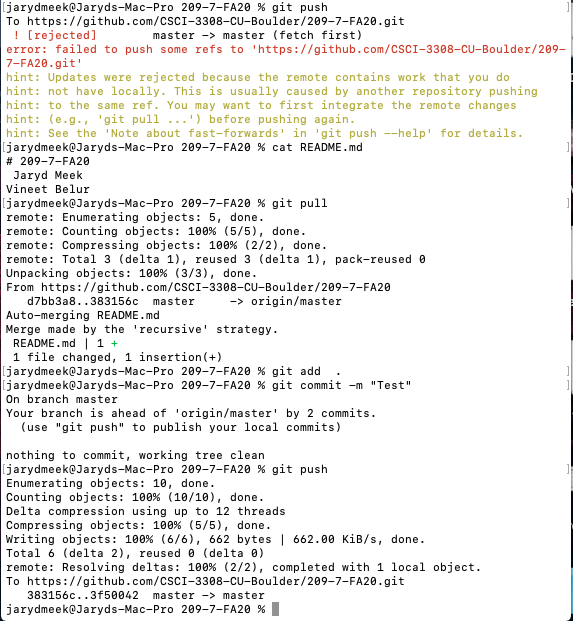 [jarydmeek@Jaryds-Mac-Pro 209-7-FA20 % git push ]
To https://github.com/CSCI-3308-CU-Boulder/209-7-FA20.git
 ! [rejected]        master -> master (fetch first)
error: failed to push some refs to 'https://github.com/CSCI-3308-CU-Boulder/209-
7-FA20.git'
hint: Updates were rejected because the remote contains work that you do
hint: not have locally. This is usually caused by another repository pushing
hint: to the same ref. You may want to first integrate the remote changes
hint: (e.g., 'git pull ...') before pushing again.
hint: See the 'Note about fast-forwards' in 'git push --help' for details.
[jarydmeek@Jaryds-Mac-Pro 209-7-FA20 % cat README.md ]
# 209-7-FA20
 Jaryd Meek
Vineet Belur
[jarydmeek@Jaryds-Mac-Pro 209-7-FA20 % git pull ]
remote: Enumerating objects: 5, done.
remote: Counting objects: 100% (5/5), done.
remote: Compressing objects: 100% (2/2), done.
remote: Total 3 (delta 1), reused 3 (delta 1), pack-reused 0
Unpacking objects: 100% (3/3), done.
From https://github.com/CSCI-3308-CU-Boulder/209-7-FA20
   d7bb3a8..383156c  master     -> origin/master
Auto-merging README.md
Merge made by the 'recursive' strategy.
 README.md | 1 +
 1 file changed, 1 insertion(+)
[jarydmeek@Jaryds-Mac-Pro 209-7-FA20 % git add  . ]
[jarydmeek@Jaryds-Mac-Pro 209-7-FA20 % git commit -m "Test" ]
On branch master
Your branch is ahead of 'origin/master' by 2 commits.
  (use "git push" to publish your local commits)
nothing to commit, working tree clean
[jarydmeek@Jaryds-Mac-Pro 209-7-FA20 % git push ]
Enumerating objects: 10, done.
Counting objects: 100% (10/10), done.
Delta compression using up to 12 threads
Compressing objects: 100% (5/5), done.
Writing objects: 100% (6/6), 662 bytes | 662.00 KiB/s, done.
Total 6 (delta 2), reused 0 (delta 0)
remote: Resolving deltas: 100% (2/2), completed with 1 local object.
To https://github.com/CSCI-3308-CU-Boulder/209-7-FA20.git
   383156c..3f50042  master -> master
jarydmeek@Jaryds-Mac-Pro 209-7-FA20 %